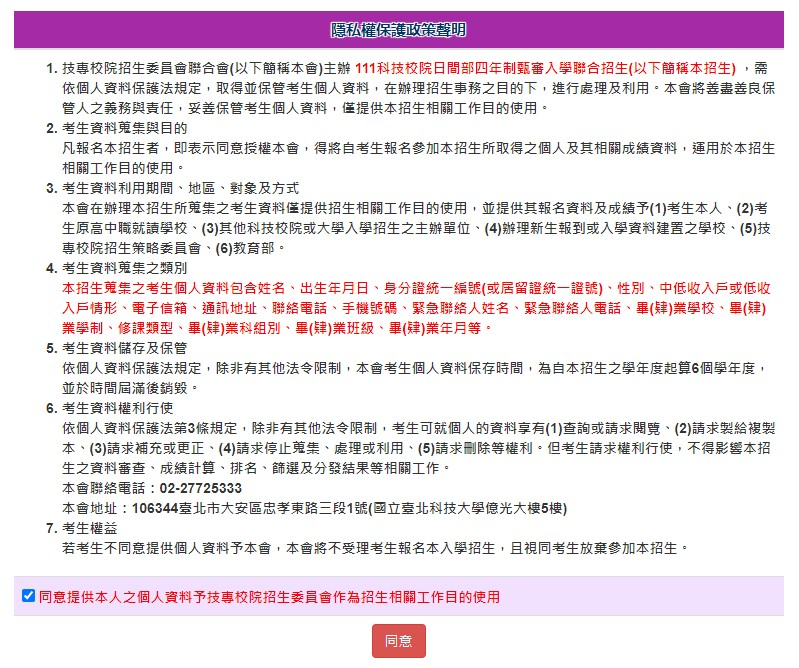 隱私權保護政策聲明
1. 技專校院招生委員會聯合會(以下簡稱本會)主辦 111科技校院日間部四年制甄審入學聯合招生(以下簡稱本招生) ，需
依個人資料保護法規定，取得並保管考生個人資料，在辦理招生事務之目的下，進行處理及利用。本會將善盡善良保
管人之義務與責任，妥善保管考生個人資料，僅提供本招生相關工作目的使用。
2. 考生資料蒐集與目的
凡報名本招生者，即表示同意授權本會，得將自考生報名參加本招生所取得之個人及其相關成績資料，運用於本招生
相關工作目的使用。
3. 考生資料利用期間、地區、對象及方式
本會在辦理本招生所蒐集之考生資料僅提供招生相關工作目的使用，並提供其報名資料及成績予(1)考生本人、(2)考
生原高中職就讀學校、(3)其他科技校院或大學入學招生之主辦單位、(4)辦理新生報到或入學資料建置之學校、(5)技
專校院招生策略委員會、(6)教育部。
4. 考生資料蒐集之類別
本招生蒐集之考生個人資料包含姓名、出生年月日、身分證統一編號(或居留證統一證號)、性別、中低收入戶或低收
入戶情形、電子信箱、通訊地址、聯絡電話、手機號碼、緊急聯絡人姓名、緊急聯絡人電話、畢(肄)業學校、畢(肄)
業學制、修課類型、畢(肄)業科組別、畢(肄)業班級、畢(肄)業年月等。
5. 考生資料儲存及保管
依個人資料保護法規定，除非有其他法令限制，本會考生個人資料保存時間，為自本招生之學年度起算6個學年度，
並於時間屆滿後銷毀。
6. 考生資料權利行使
依個人資料保護法第3條規定，除非有其他法令限制，考生可就個人的資料享有(1)查詢或請求閱覽、(2)請求製給複製
本、(3)請求補充或更正、(4)請求停止蒐集、處理或利用、(5)請求刪除等權利。但考生請求權利行使，不得影響本招
生之資料審查、成績計算、排名、篩選及分發結果等相關工作。
本會聯絡電話：02-27725333
本會地址：106344臺北市大安區忠孝東路三段1號(國立臺北科技大學億光大樓5樓)
7. 考生權益
若考生不同意提供個人資料予本會，本會將不受理考生報名本入學招生，且視同考生放棄參加本招生。
同意提供本人之個人資料予技專校院招生委員會作為招生相關工作目的使用
同意